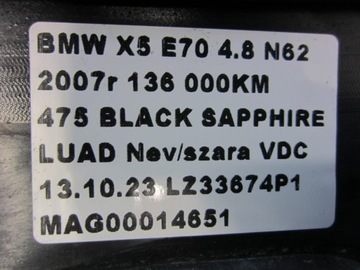 BMW X5 E70 4.8 N62
2007r 136 000KM
475 BLACK SAPPHIRE
LUAD Nev/szara VDC
13.10.23 LZ33674P1
MAG00014651